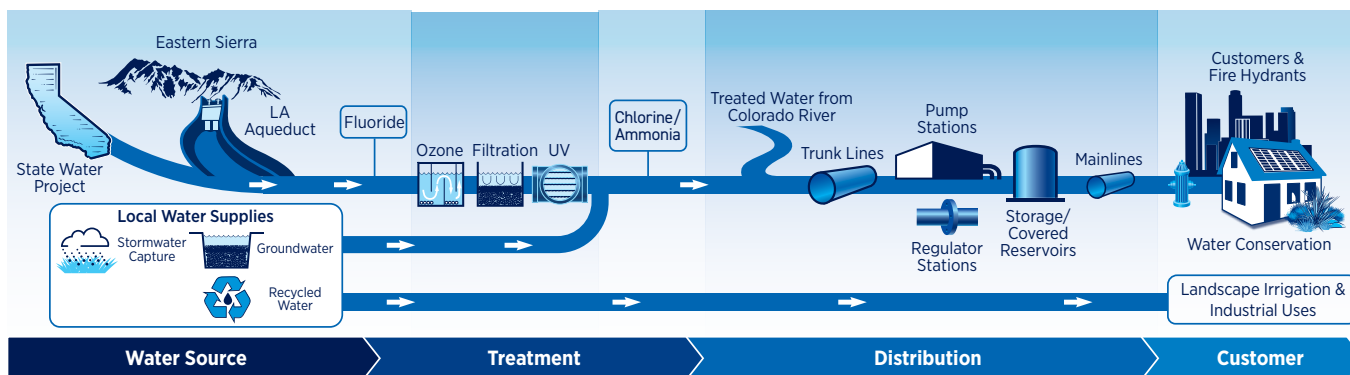 Eastern Sierra
LA
Aqueduct
State Water
Project
Fluoride
Local Water Supplies
Stormwater
Capture
Groundwater
Recycled
Water
Ozone
Filtration
UV
Chlorine/
Ammonia
Treated Water from
Colorado River
Trunk Lines
Pump
Stations
Regulator
Stations
Storage/
Covered
Reservoirs
Mainlines
Customers &
Fire Hydrants
Water Conservation
Landscape Irrigation &
Industrial Uses
Water Source
Treatment
Distribution
Customer